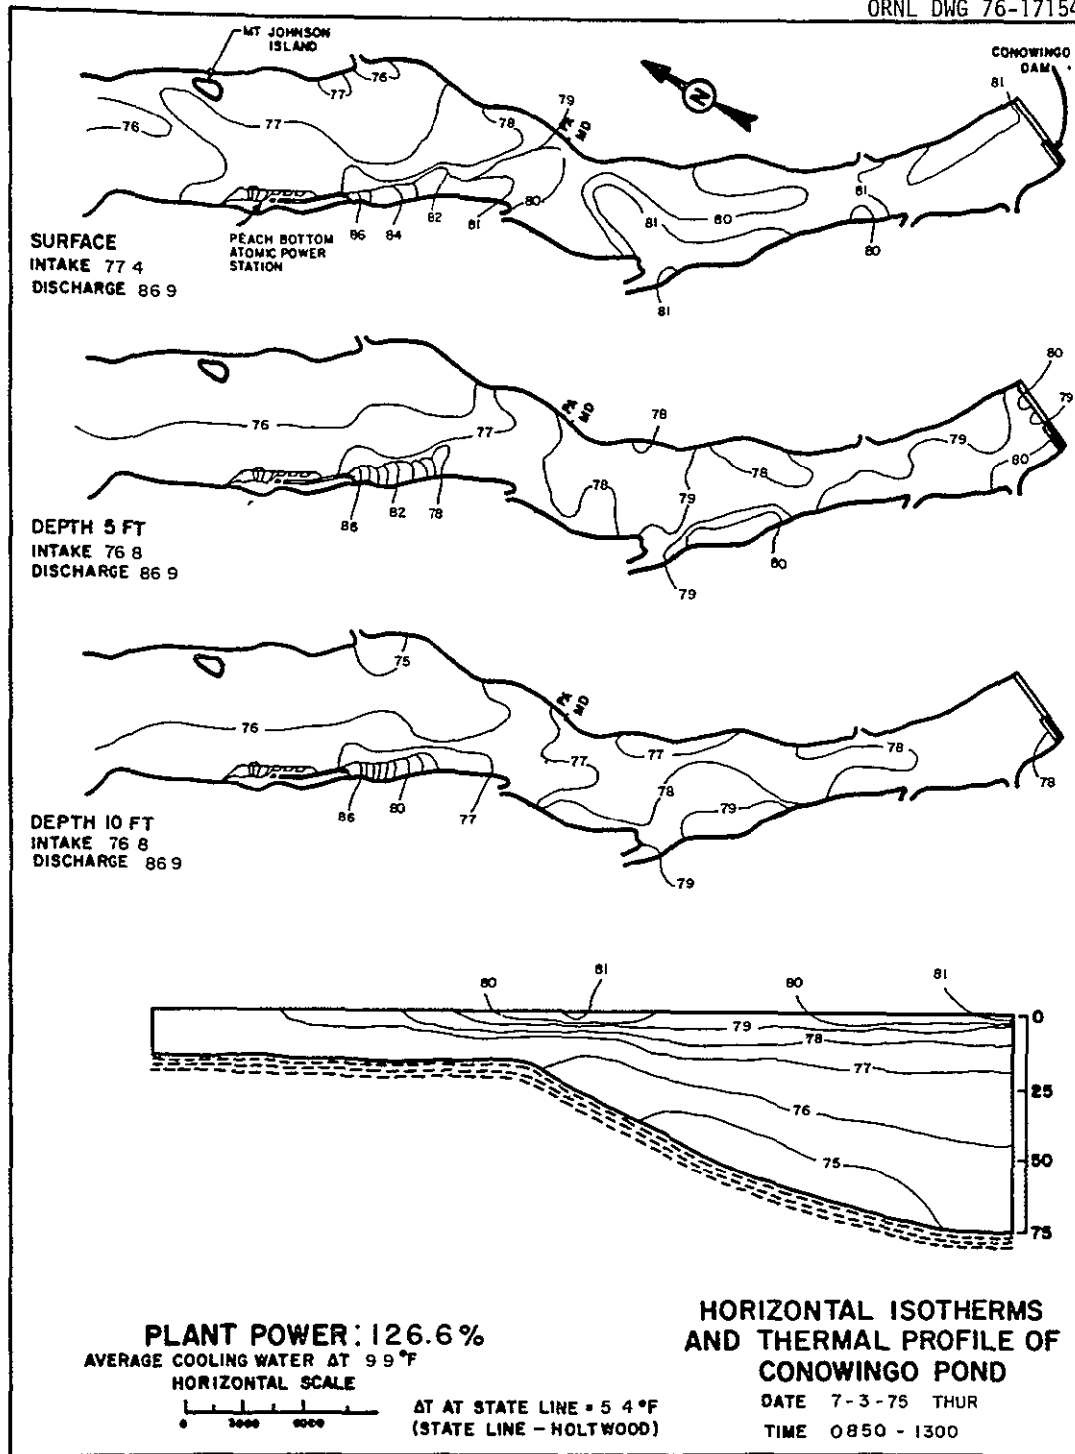 ORNL DWG 76-17154
MT JOHNSON
ISLAND
CONOWINGO
DAM
N
76
77
76
77
78
79
PA
MD
81
86
84
82
81
80
81
80
81
80
81
SURFACE
INTAKE 77 4
DISCHARGE 86 9
PEACH BOTTOM
ATOMIC POWER
STATION
76
77
PA
MD
78
78
79
80
79
80
86
82
78
78
79
80
79
DEPTH 5 FT
INTAKE 76 8
DISCHARGE 86 9
75
76
PA
MD
77
77
78
78
86
80
77
78
79
79
DEPTH 10 FT
INTAKE 76 8
DISCHARGE 86 9
80
81
80
81
79
78
77
76
75
0
25
50
75
PLANT POWER: 126.6%
AVERAGE COOLING WATER ΔT 9 9°F
HORIZONTAL SCALE
0
ΔT AT STATE LINE = 5 4 °F
(STATE LINE - HOLTWOOD)
HORIZONTAL ISOTHERMS
AND THERMAL PROFILE OF
CONOWINGO POND
DATE 7-3-75 THUR
TIME 0850 - 1300